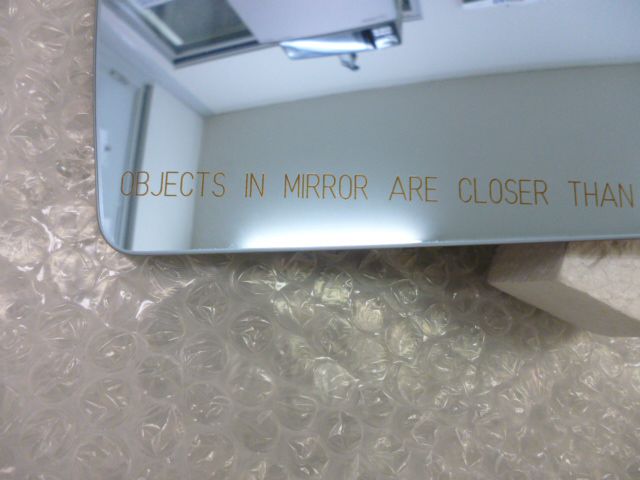 OBJECTS IN MIRROR ARE CLOSER THAN